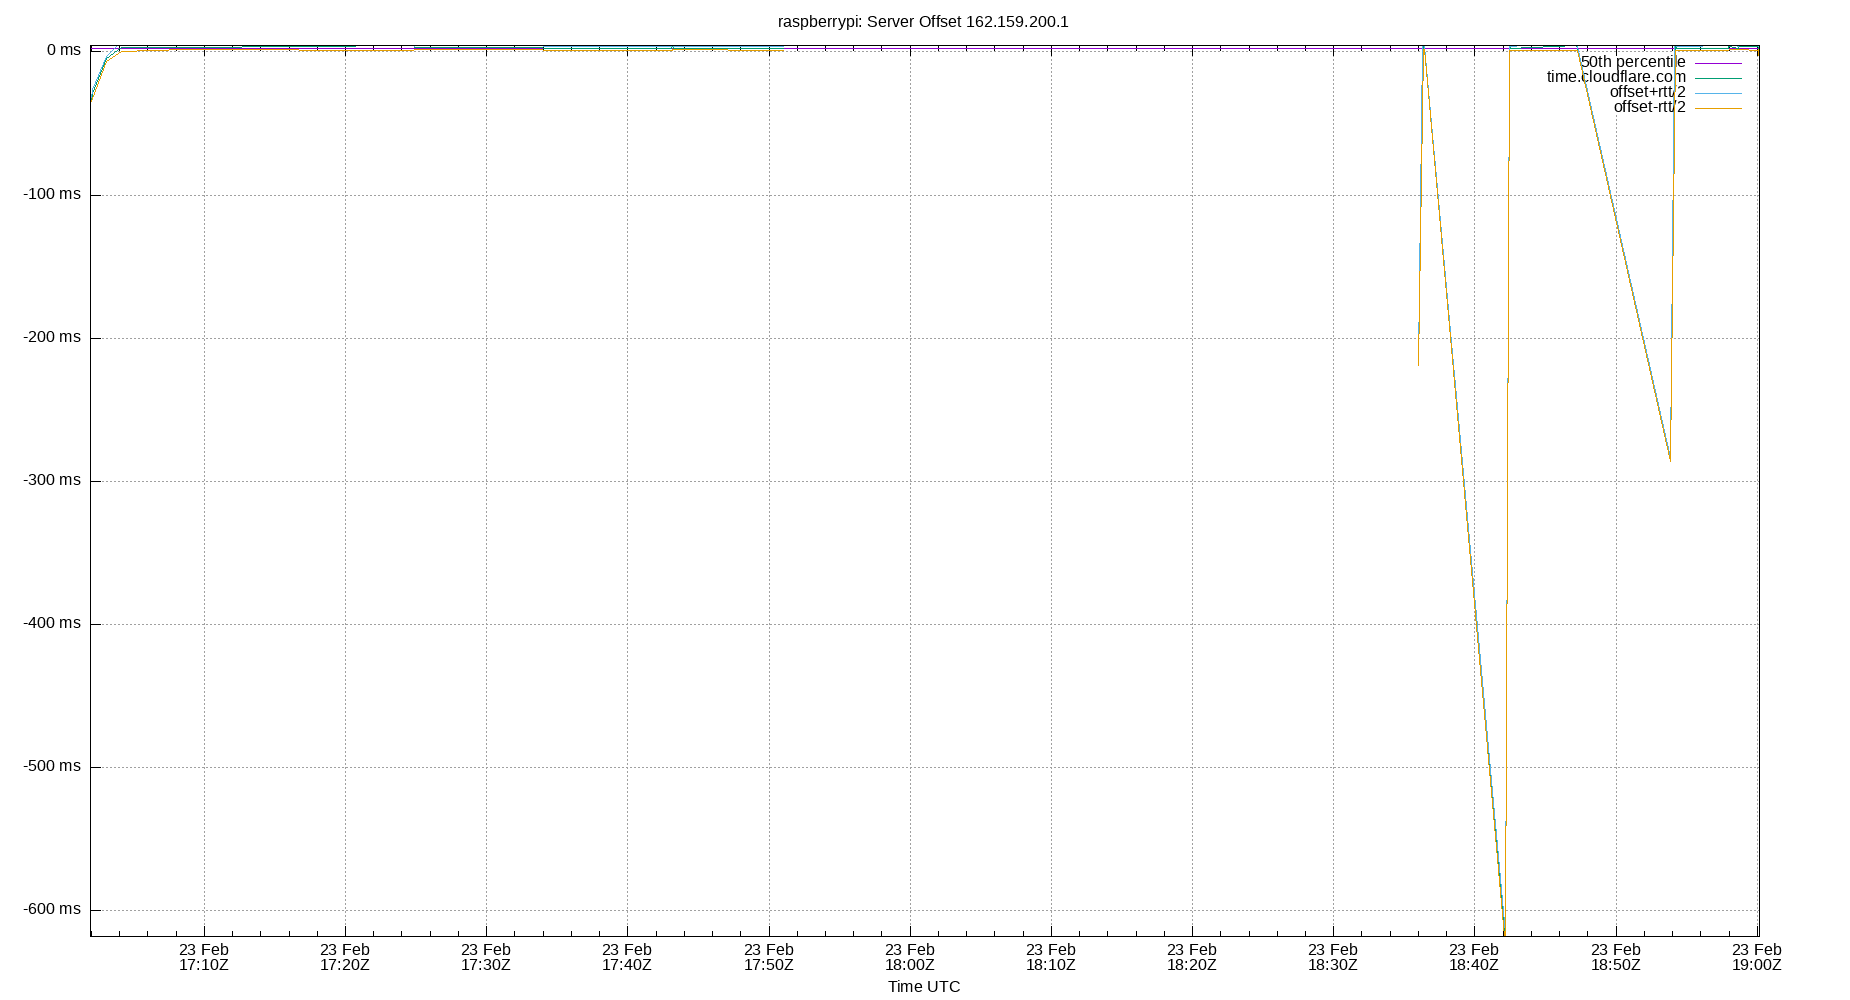 raspberrypi: Server Offset 162.159.200.1
0 ms
-100 ms
-200 ms
-300 ms
-400 ms
-500 ms
-600 ms
50th percentile
time.cloudflare.com
offset+rtt/2
offset-rtt/2
23 Feb 23 Feb 23 Feb 23 Feb 23 Feb 23 Feb 23 Feb 23 Feb 23 Feb 23 Feb 23 Feb 23 Feb
17:10Z 17:20Z 17:30Z 17:40Z 17:50Z 18:00Z 18:10Z 18:20Z 18:30Z 18:40Z 18:50Z 19:00Z
Time UTC